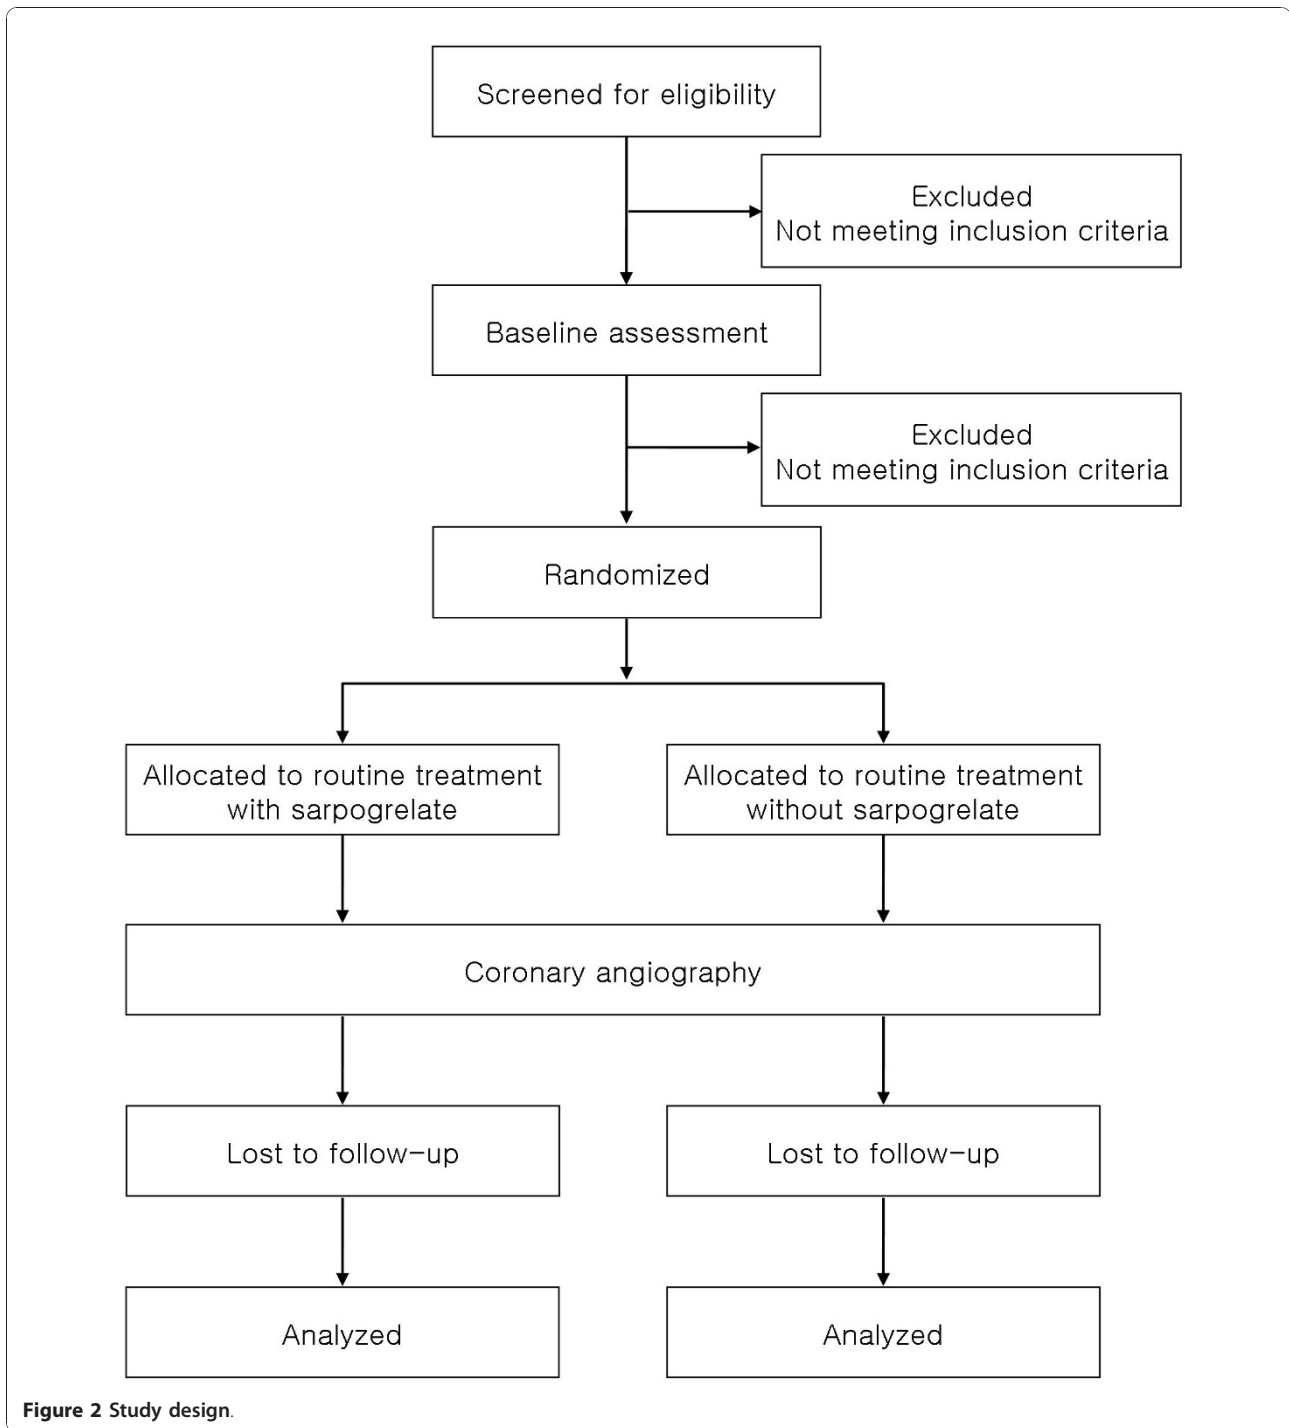 Screened for eligibility
Excluded
Not meeting inclusion criteria
Baseline assessment
Excluded
Not meeting inclusion criteria
Randomized
Allocated to routine treatment
with sarpogrelate
Allocated to routine treatment
without sarpogrelate
Coronary angiography
Lost to follow-up
Lost to follow-up
Analyzed
Analyzed
Figure 2 Study design.